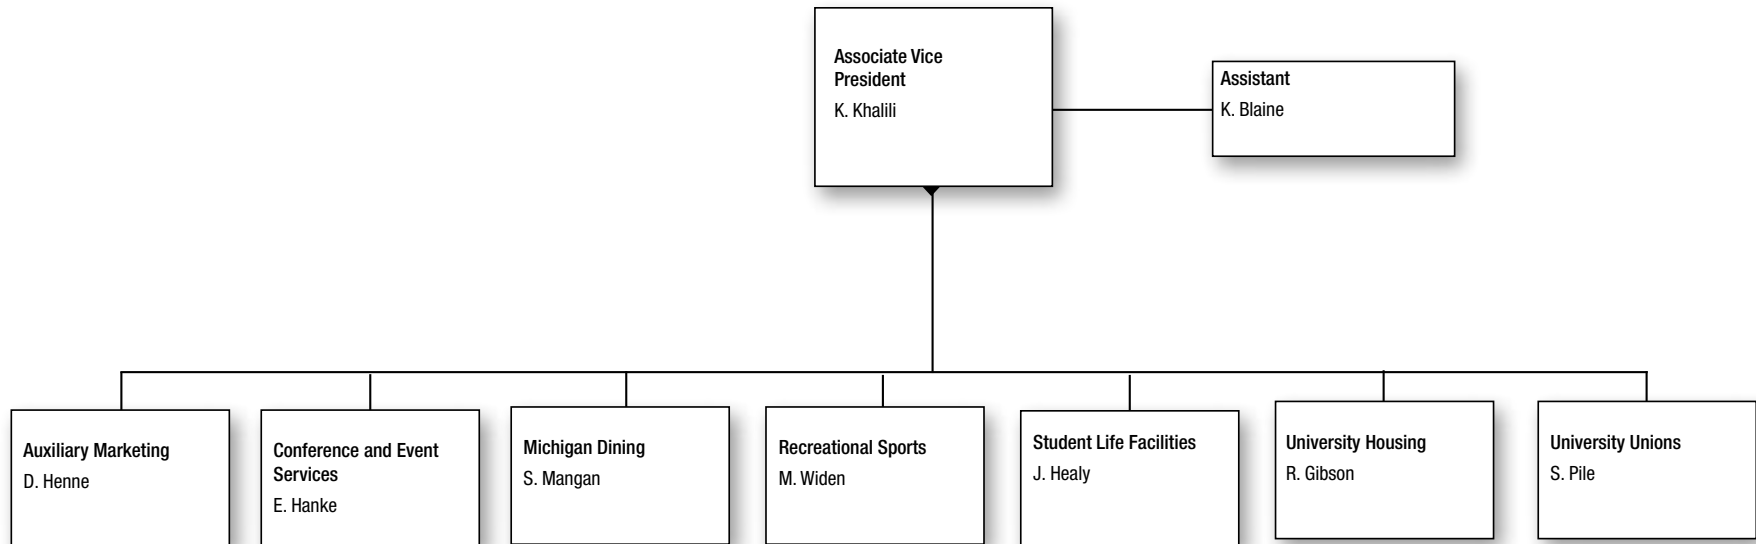 Associate Vice
President
K. Khalili
Assistant
K. Blaine
Auxiliary Marketing
D. Henne
Conference and Event
Services
E. Hanke
Michigan Dining
S. Mangan
Recreational Sports
M. Widen
Student Life Facilities
J. Healy
University Housing
R. Gibson
University Unions
S. Pile